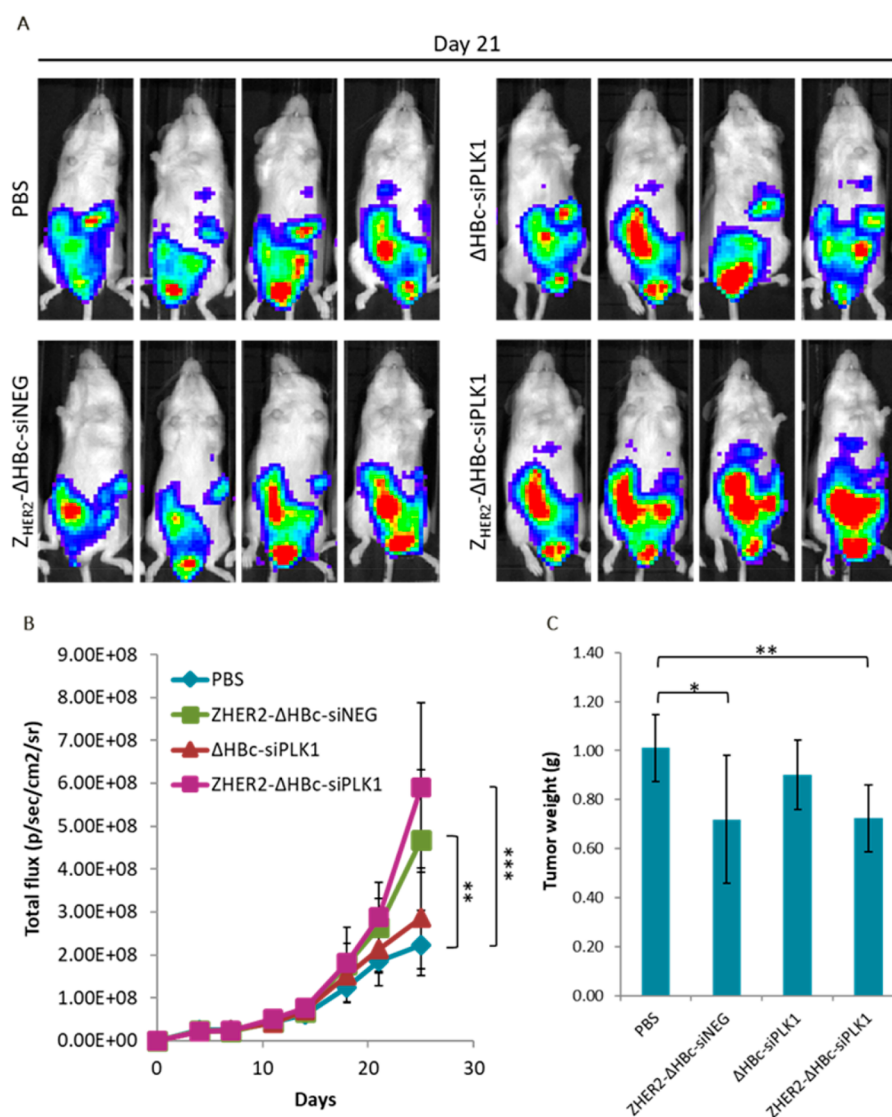 A
Day 21
PBS
ΔHBc-siPLK1
Z_HER2-ΔHBc-siNEG
Z_HER2-ΔHBc-siPLK1
B
9.00E+08
8.00E+08
7.00E+08
6.00E+08
5.00E+08
4.00E+08
3.00E+08
2.00E+08
1.00E+08
0.00E+00
Total flux (p/sec/cm2/sr)
PBS
ZHER2-ΔHBc-siNEG
ΔHBc-siPLK1
ZHER2-ΔHBc-siPLK1
**
***
0
10
20
30
Days
C
1.40
1.20
1.00
0.80
0.60
0.40
0.20
0.00
Tumor weight (g)
**
*
PBS
ZHER2-ΔHBc-siNEG
ΔHBc-siPLK1
ZHER2-ΔHBc-siPLK1